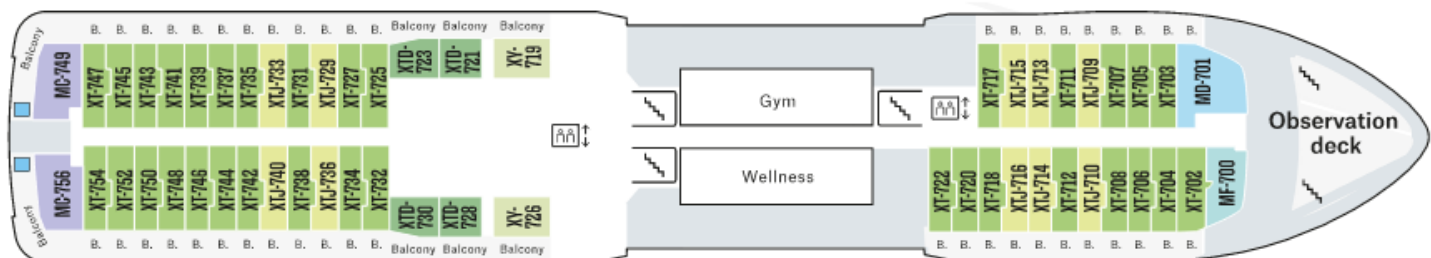 B. B. B. B. B. B. B. B. B. B. B. B. Balcony Balcony Balcony
B. B. B. B. B. B. B. B.
Balcony
MC-749
XT-747
XT-745
XT-743
XT-741
XT-739
XT-737
XT-735
XTJ-733
XT-731
XTJ-729
XT-727
XT-725
XTD-
723
XTD-
721
XY-
719
XT-717
XTJ-715
XTJ-713
XT-711
XTJ-709
XT-707
XT-705
XT-703
MD-701
Gym
Observation
deck
Wellness
MC-756
XT-754
XT-752
XT-750
XT-748
XT-746
XT-744
XT-742
XTJ-740
XT-738
XTJ-736
XT-734
XT-732
XTD-
730
XTD-
728
XY-
726
XT-722
XT-720
XT-718
XTJ-716
XTJ-714
XT-712
XTJ-710
XT-708
XT-706
XT-704
XT-702
MF-700
Balcony
B. B. B. B. B. B. B. B. B. B. B. B. Balcony Balcony Balcony
B. B. B. B. B. B. B. B. B. B. B.